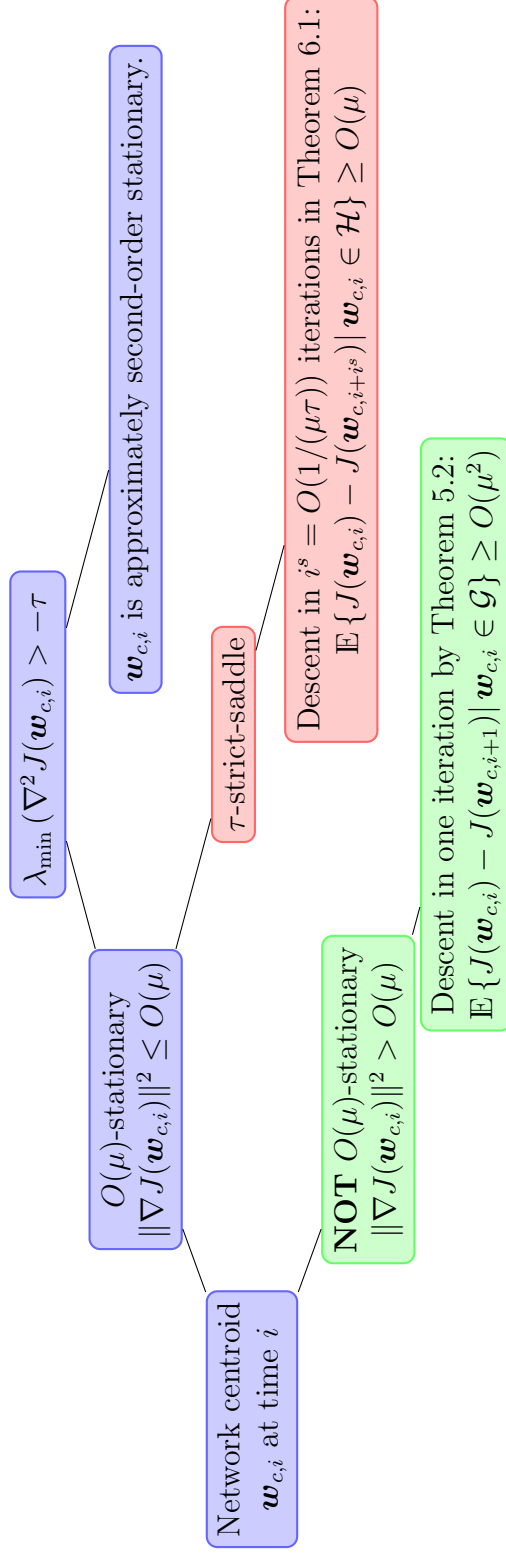 Network centroid
𝒘_{c,i} at time i
O(μ)-stationary
‖∇J(𝒘_{c,i})‖² ≤ O(μ)
λ_min (∇²J(𝒘_{c,i}) > −τ
𝒘_{c,i} is approximately second-order stationary.
τ-strict-saddle
Descent in i^s = O(1/(μτ)) iterations in Theorem 6.1:
𝔼 {J(𝒘_{c,i}) − J(𝒘_{c,i+i^s})| 𝒘_{c,i} ∈ ℋ} ≥ O(μ)
NOT O(μ)-stationary
‖∇J(𝒘_{c,i})‖² > O(μ)
Descent in one iteration by Theorem 5.2:
𝔼 {J(𝒘_{c,i}) − J(𝒘_{c,i+1})| 𝒘_{c,i} ∈ 𝒢} ≥ O(μ²)